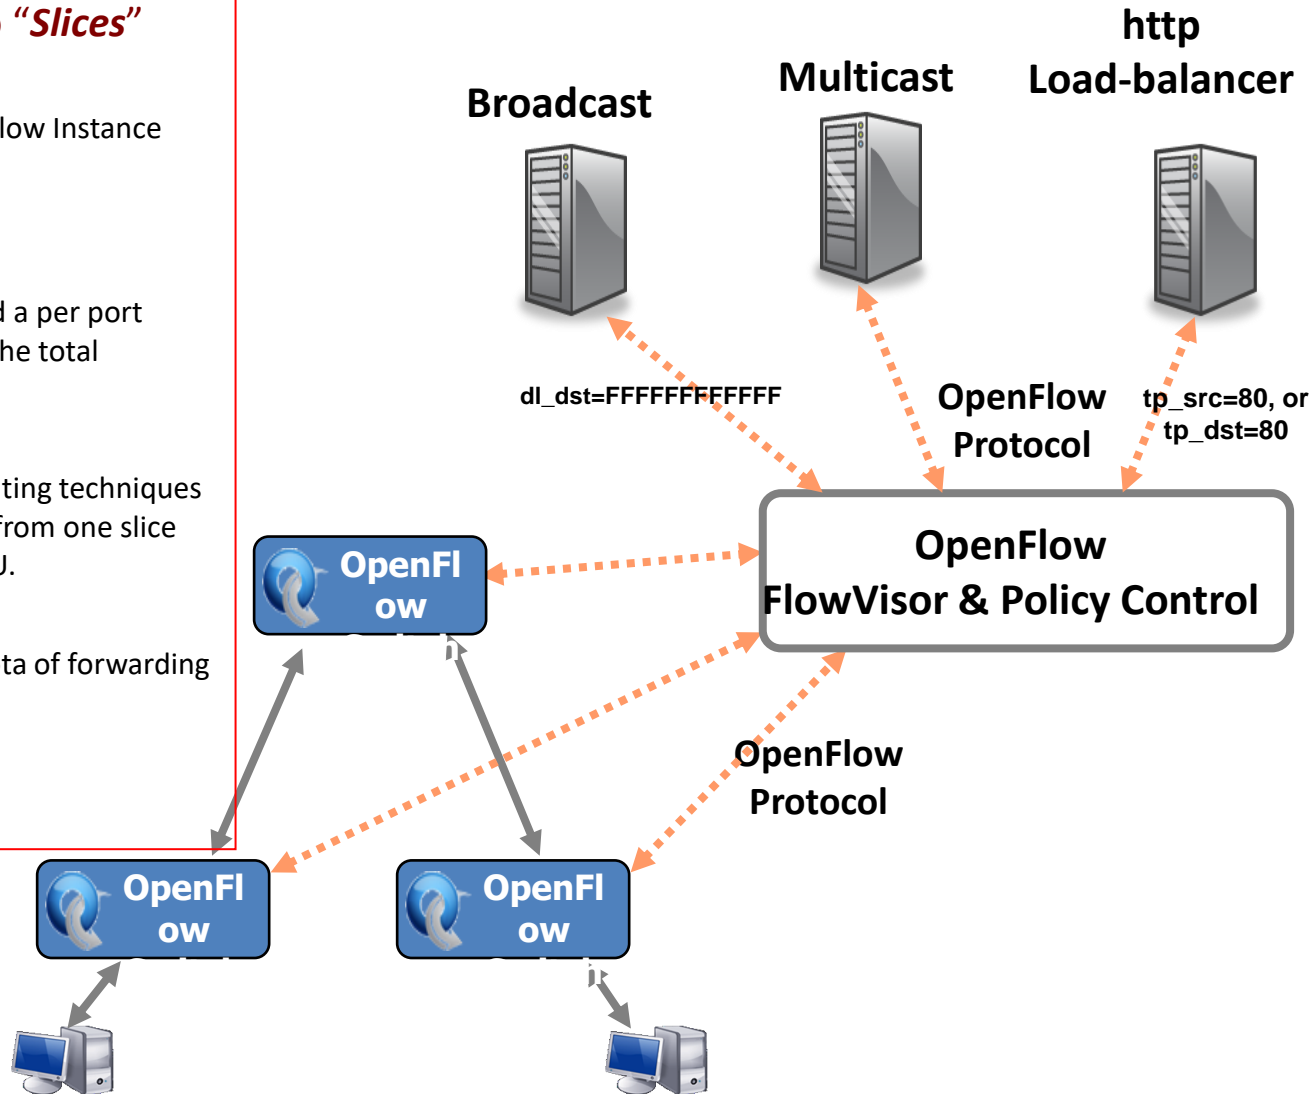 “Slices”
low Instance
d a per port
he total
ting techniques
from one slice
J.
ta of forwarding
Broadcast
Multicast
http
Load-balancer
dl_dst=FFFFFFFFFFFF
OpenFlow
Protocol
tp_src=80, or
tp_dst=80
OpenFlow
FlowVisor & Policy Control
OpenFl
ow
OpenFlow
Protocol
OpenFl
ow
OpenFl
ow